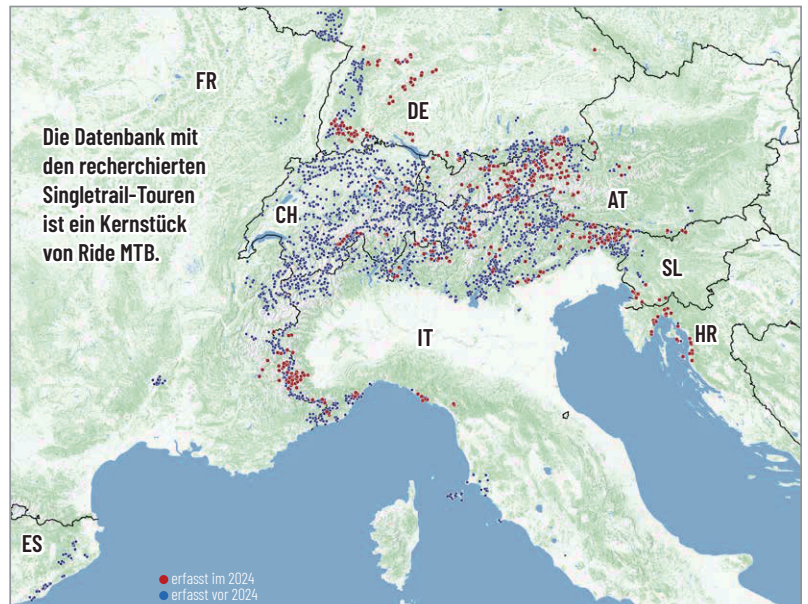 FR
DE
Die Datenbank mit
den recherchierten
Singletrail-Touren
ist ein Kernstück
von Ride MTB.
CH
AT
SL
IT
HR
ES
erfasst im 2024
erfasst vor 2024